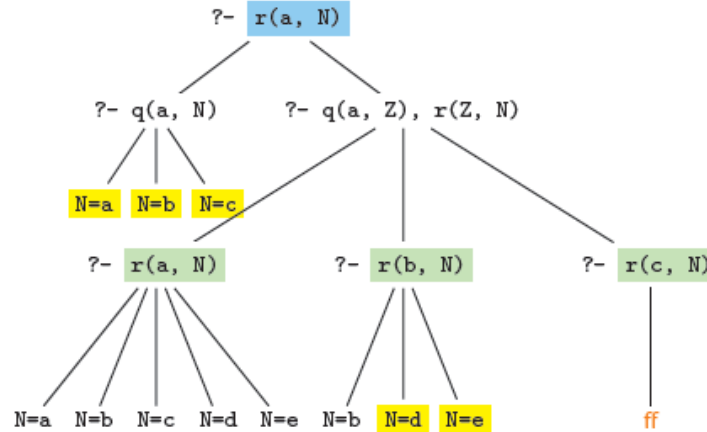 ?- r(a, N)
?- q(a, N) ?- q(a, Z), r(Z, N)
N=a N=b N=c
?- r(a, N) ?- r(b, N) ?- r(c, N)
N=a N=b N=c N=d N=e N=b N=d N=e ff